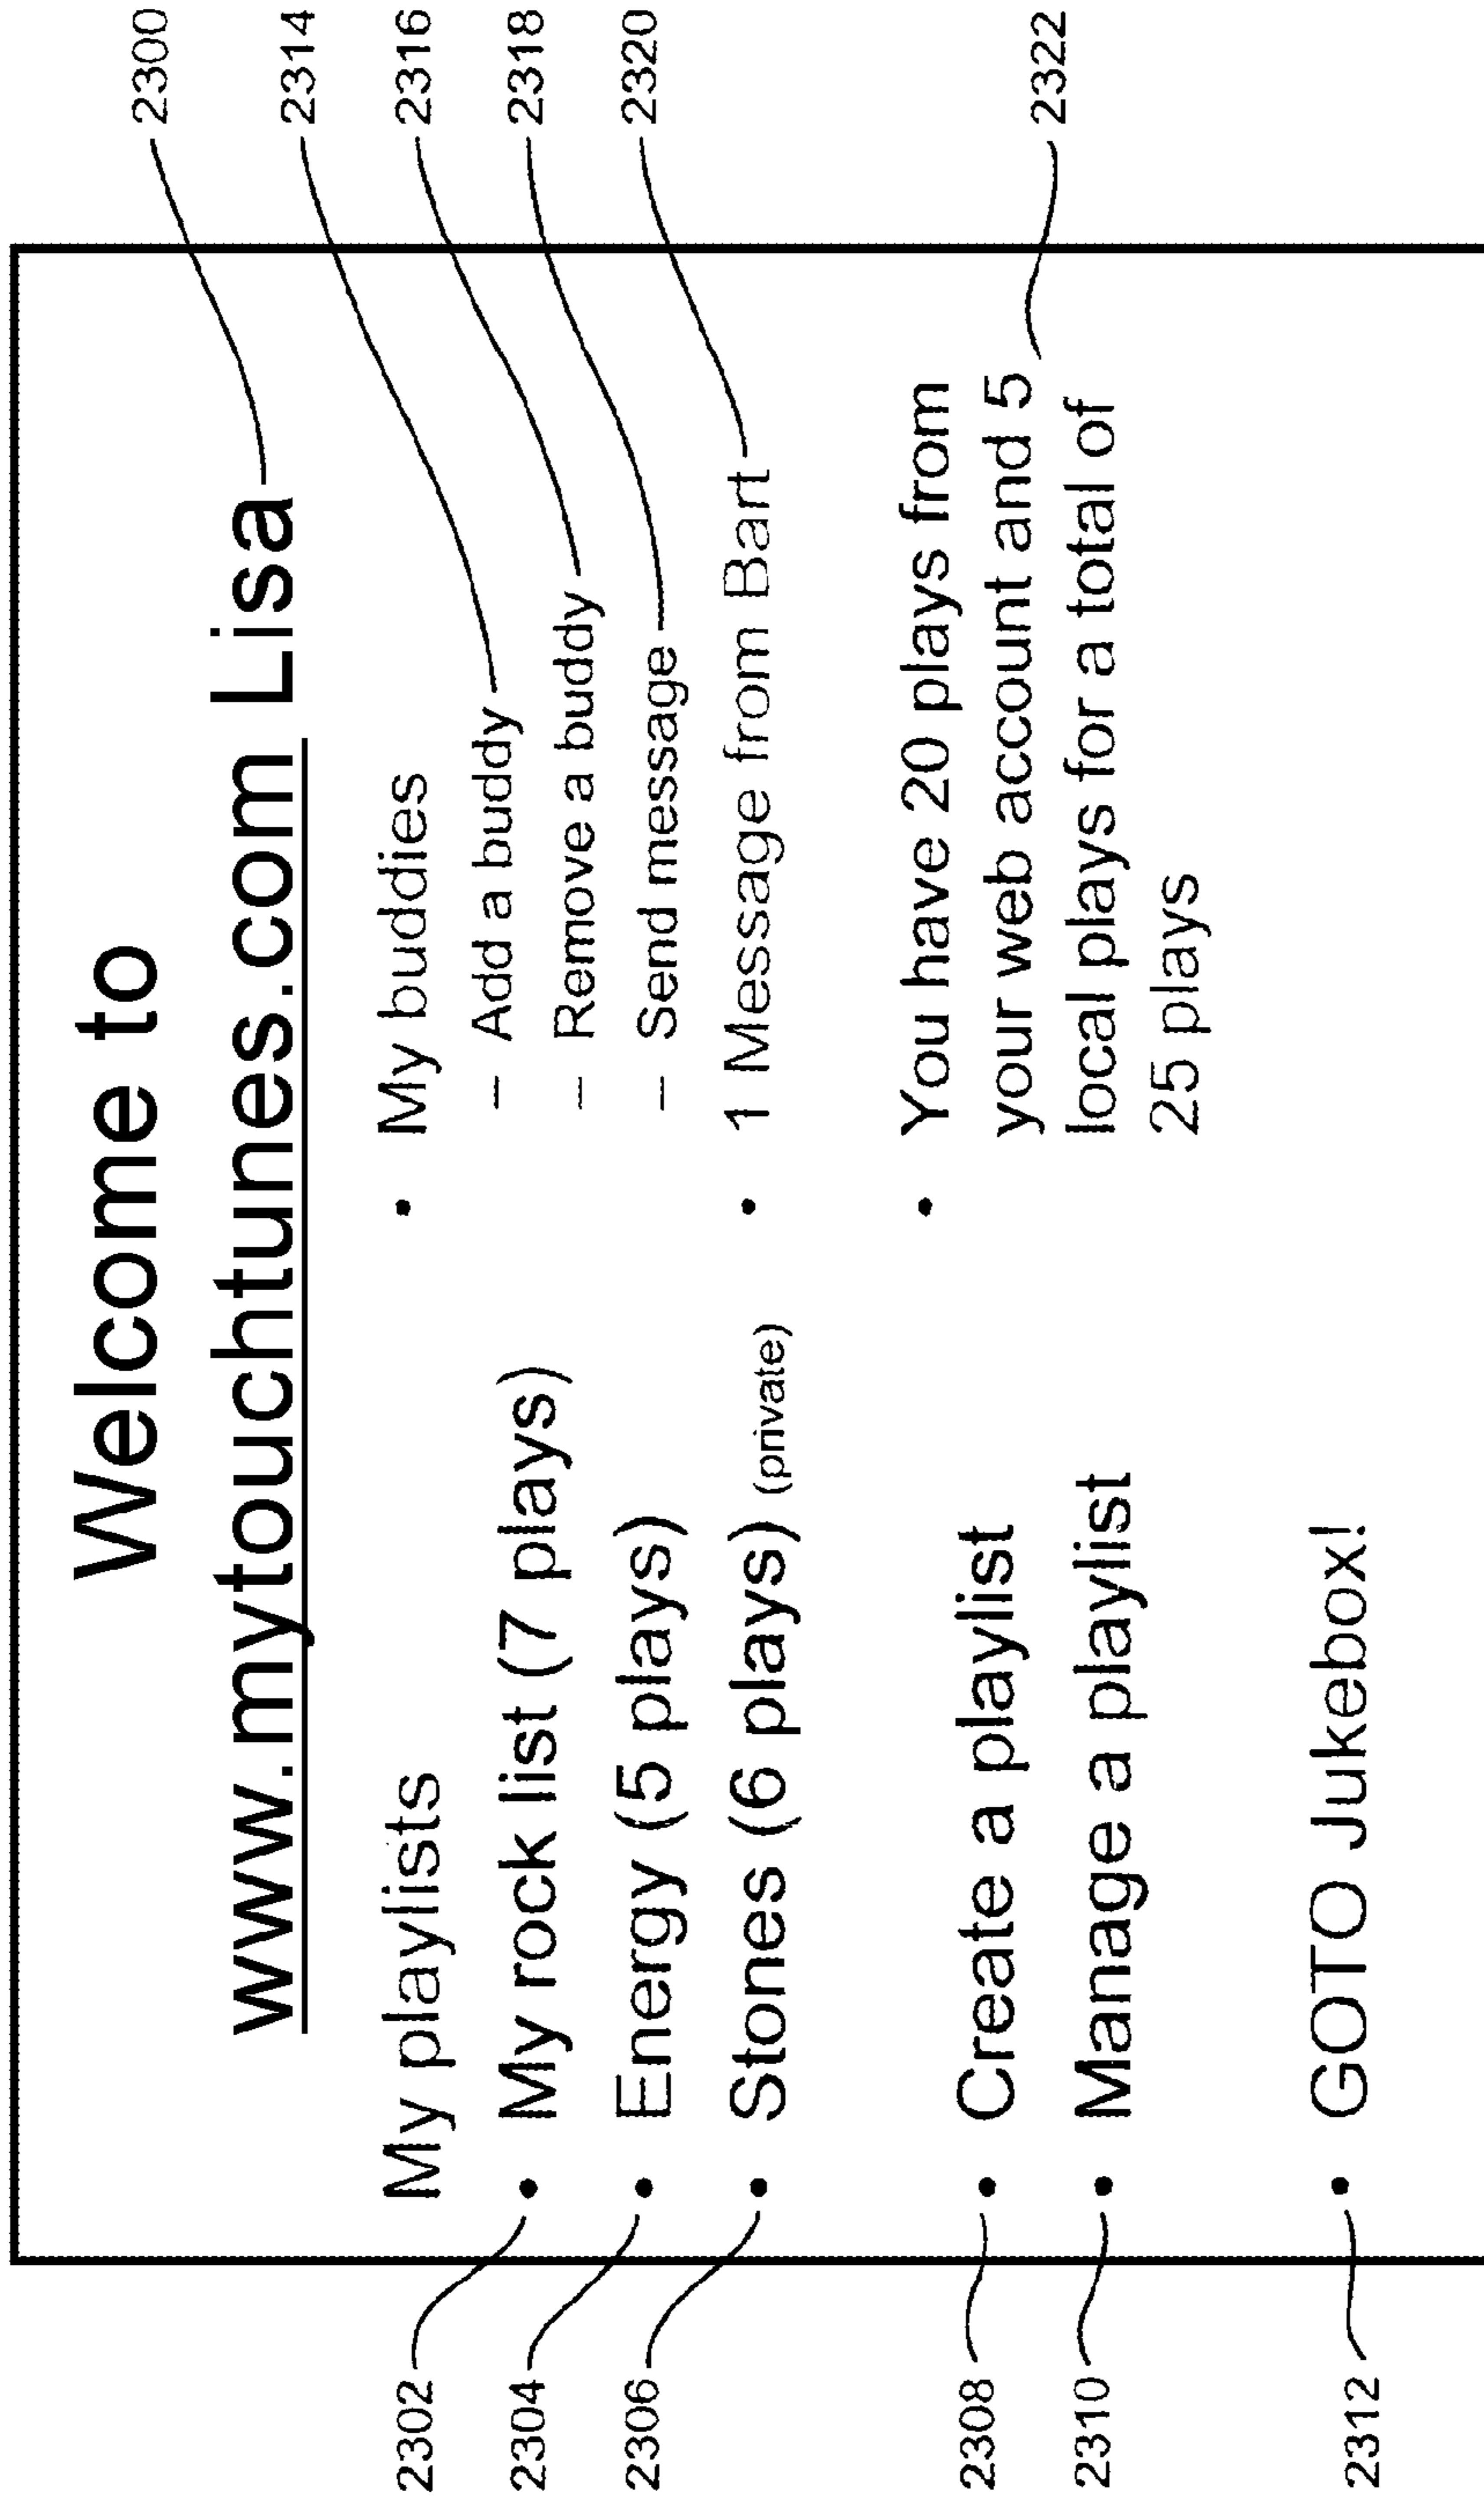 Welcome to
www.mytouchtunes.com Lisa
2300
My playlists
2302
• My rock list (7 plays)
2304
• Energy (5 plays)
2306
• Stones (6 plays) (private)
2308
• Create a playlist
2310
• Manage a playlist
2312
• GOTO Jukebox!
• My buddies
– Add a buddy
2314
– Remove a buddy
2316
– Send message
2318
• 1 Message from Bart
2320
• You have 20 plays from
your web account and 5
local plays for a total of
25 plays
2322